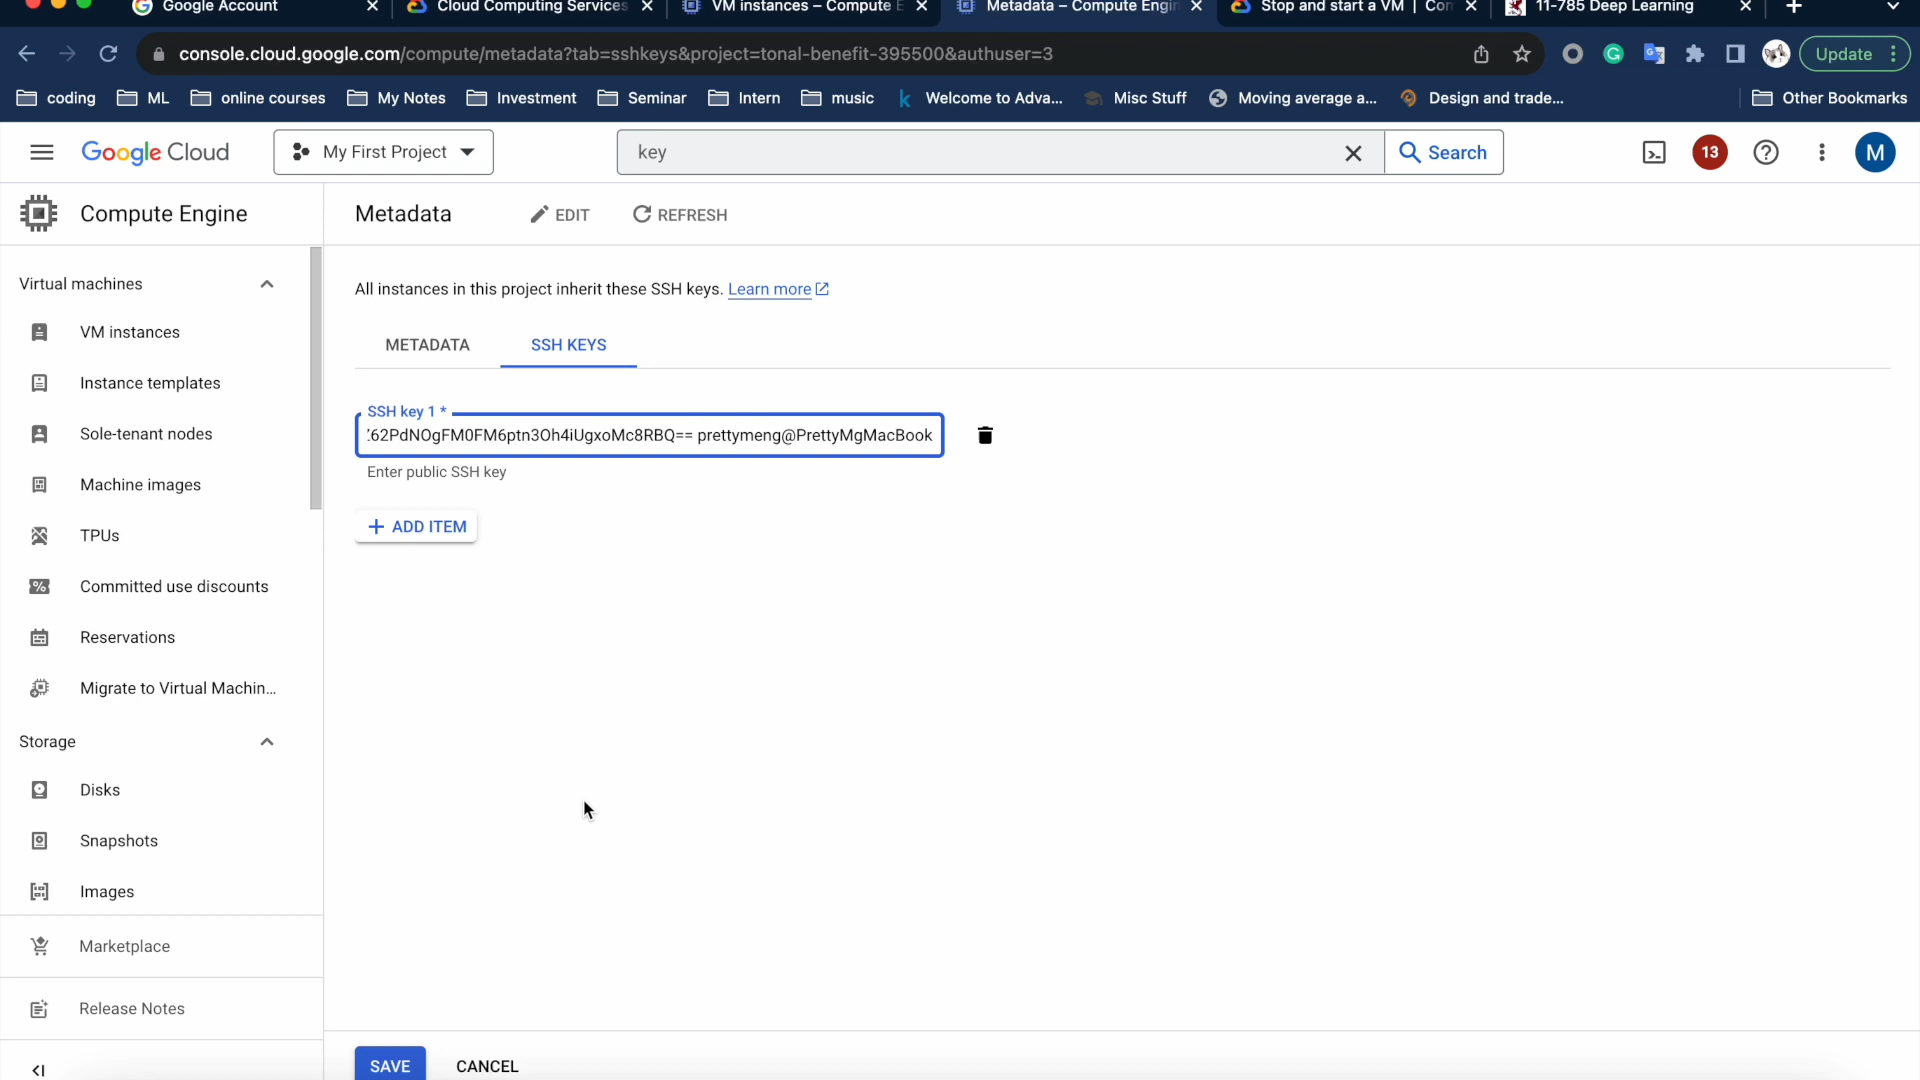 Google Account
Cloud Computing Services
VM instances – Compute E
Metadata – Compute Engin
Stop and start a VM | Com
11-785 Deep Learning
console.cloud.google.com/compute/metadata?tab=sshkeys&project=tonal-benefit-395500&authuser=3
Update
coding
ML
online courses
My Notes
Investment
Seminar
Intern
music
Welcome to Adva...
Misc Stuff
Moving average a...
Design and trade...
Other Bookmarks
Google Cloud
My First Project
key
Search
13
M
Compute Engine
Metadata
EDIT
REFRESH
Virtual machines
VM instances
Instance templates
Sole-tenant nodes
Machine images
TPUs
Committed use discounts
Reservations
Migrate to Virtual Machin...
Storage
Disks
Snapshots
Images
Marketplace
Release Notes
All instances in this project inherit these SSH keys. Learn more
METADATA
SSH KEYS
SSH key 1 *
62PdNOgFM0FM6ptn3Oh4iUgxoMc8RBQ== prettymeng@PrettyMgMacBook
Enter public SSH key
+ ADD ITEM
SAVE
CANCEL